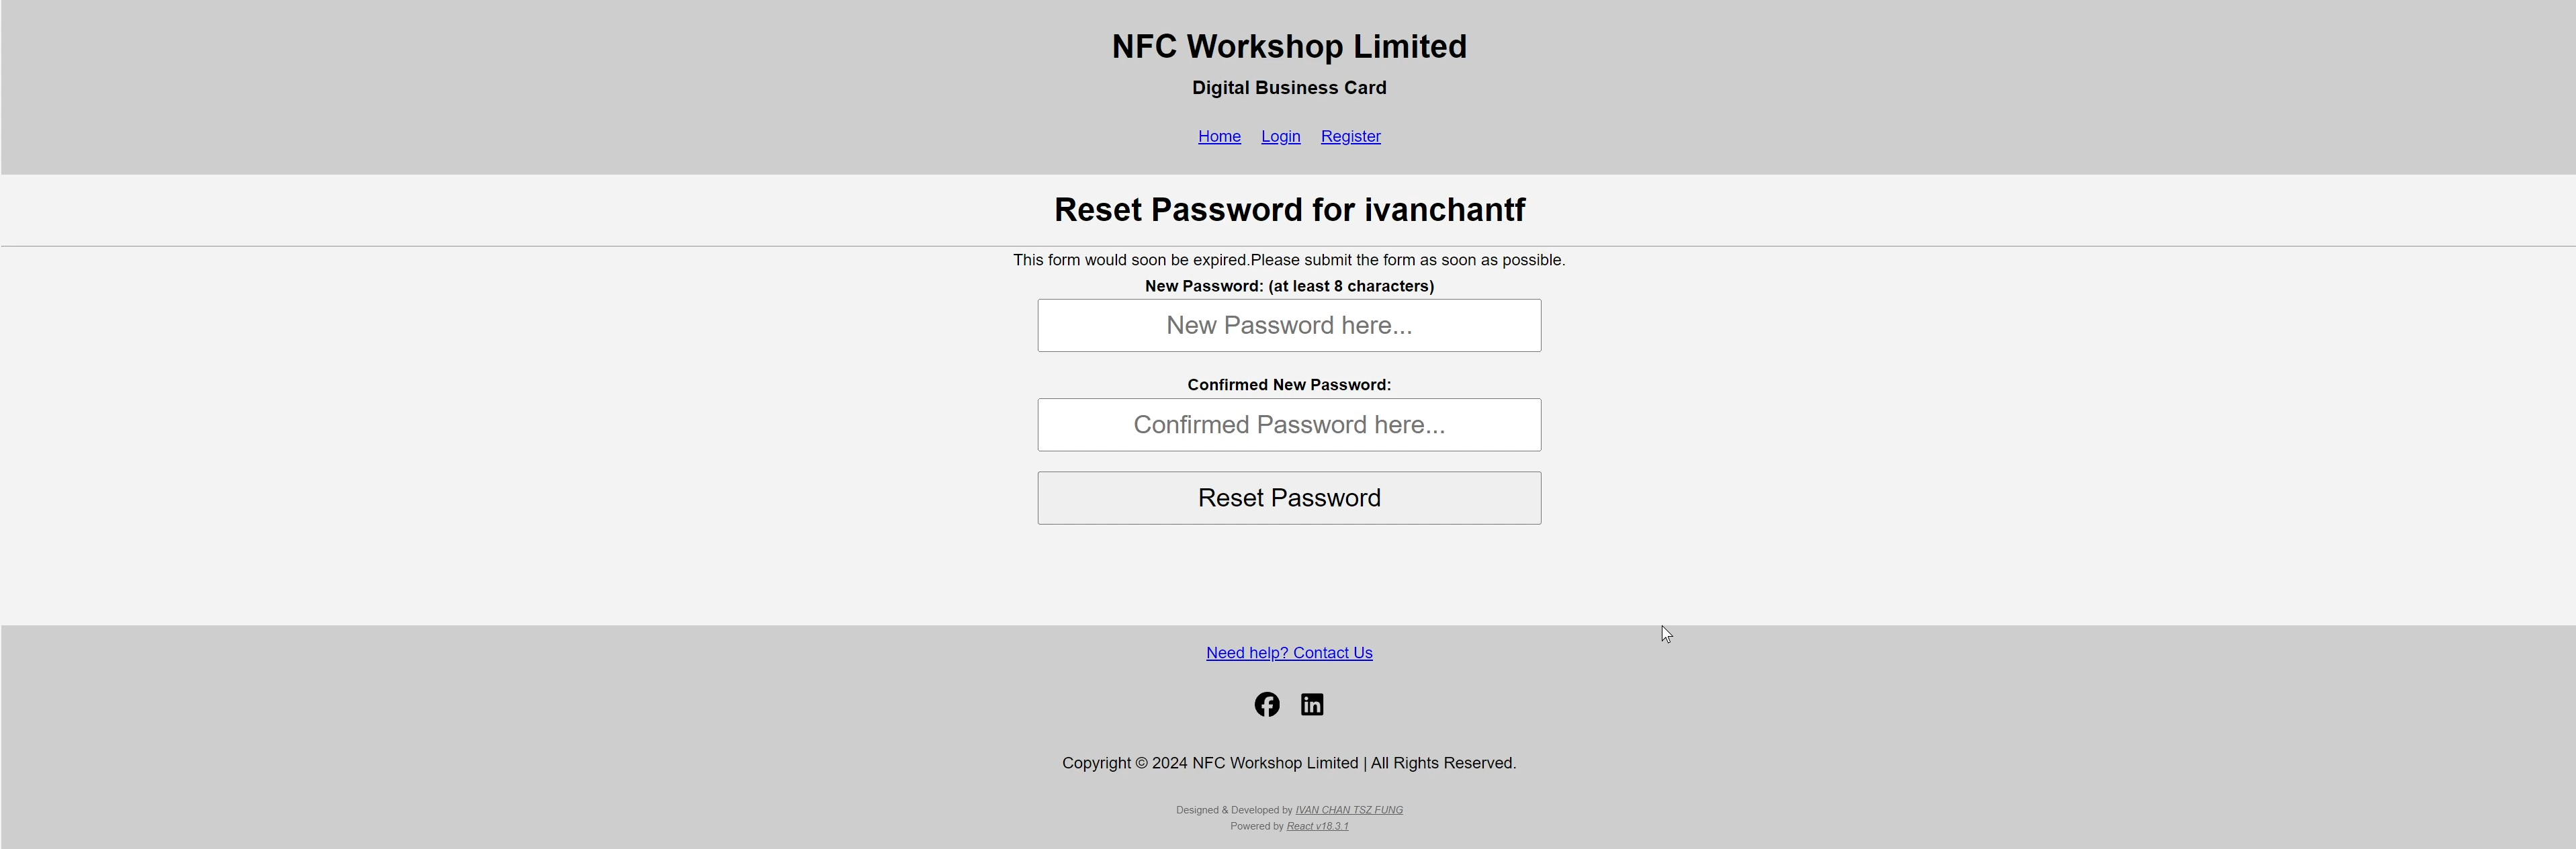 NFC Workshop Limited
Digital Business Card
Home Login Register
Reset Password for ivanchantf
This form would soon be expired.Please submit the form as soon as possible.
New Password: (at least 8 characters)
New Password here...
Confirmed New Password:
Confirmed Password here...
Reset Password
Need help? Contact Us
Copyright © 2024 NFC Workshop Limited | All Rights Reserved.
Designed & Developed by IVAN CHAN TSZ FUNG
Powered by React v18.3.1